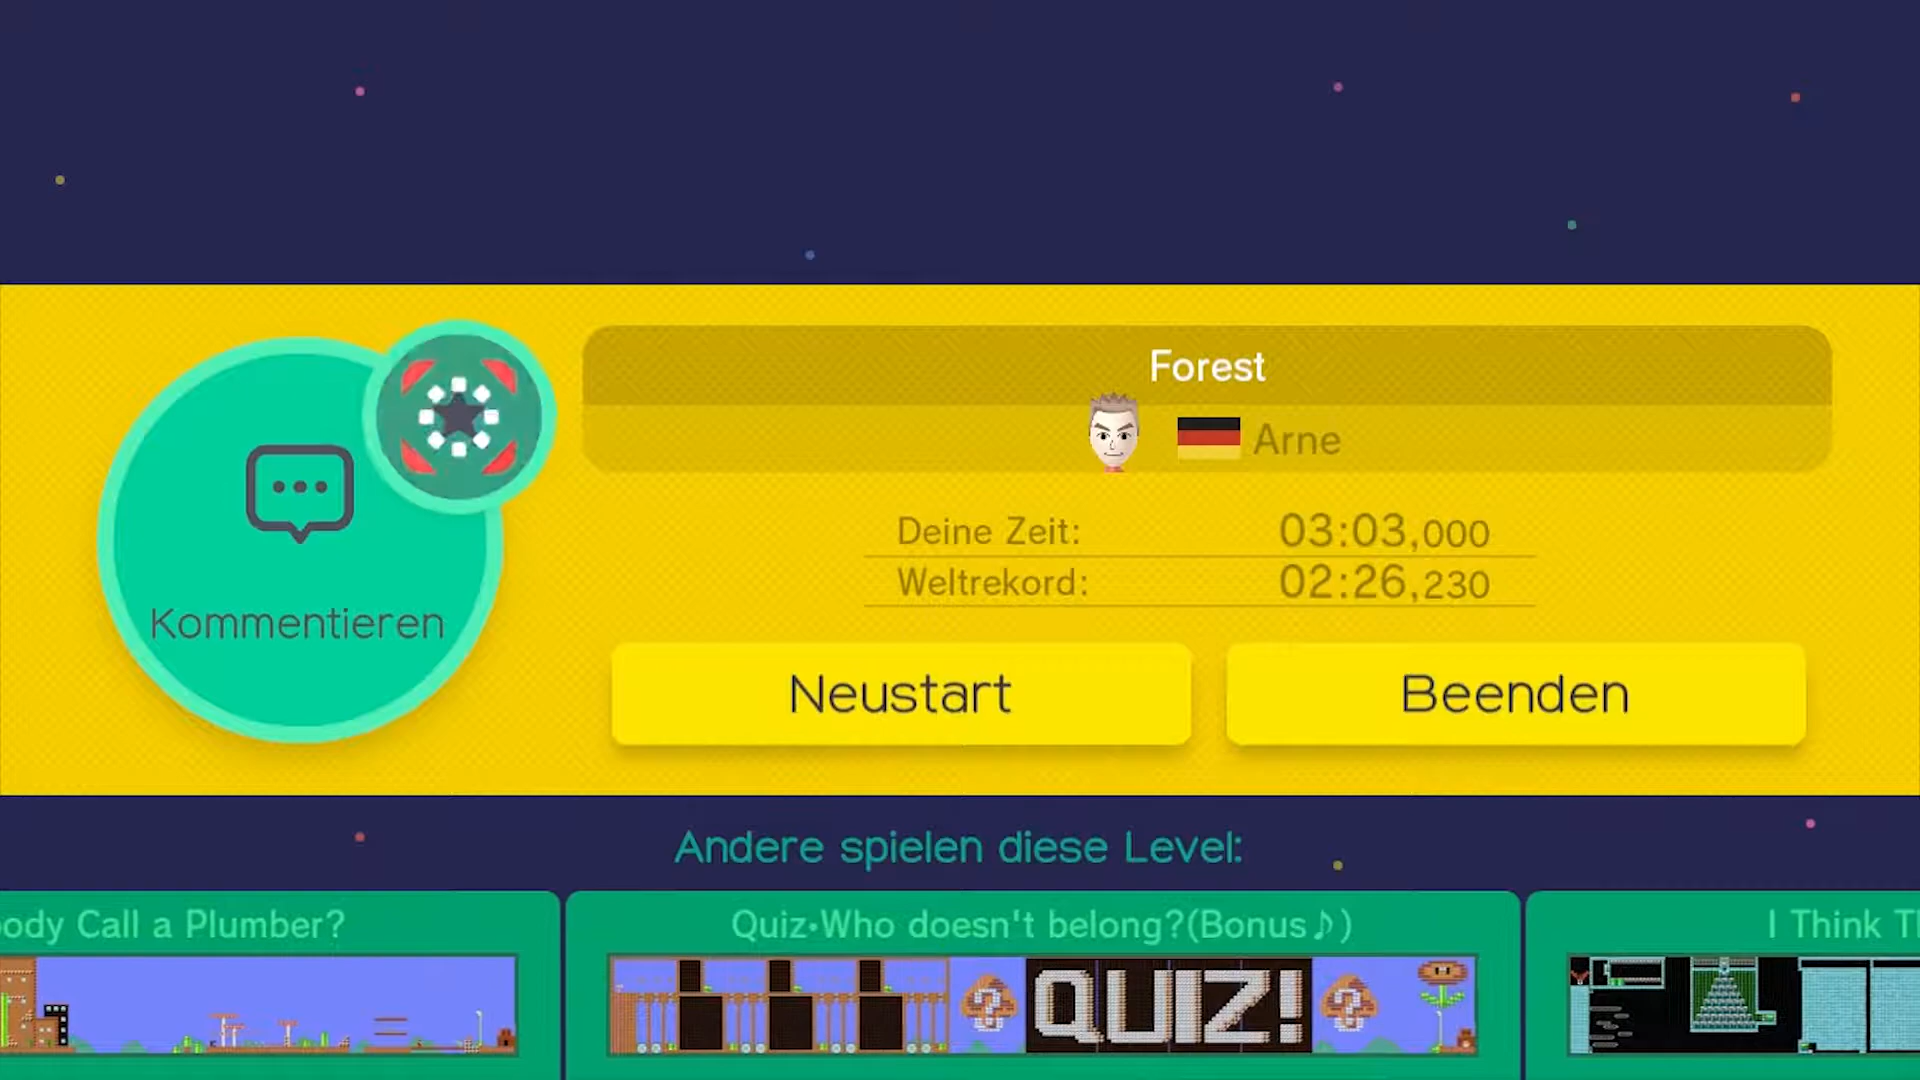 Forest
Arne
Deine Zeit: 03:03,000
Weltrekord: 02:26,230
Kommentieren
Neustart Beenden
Andere spielen diese Level:
ody Call a Plumber?
Quiz•Who doesn't belong?(Bonus♪)
I Think Th
QUIZ!